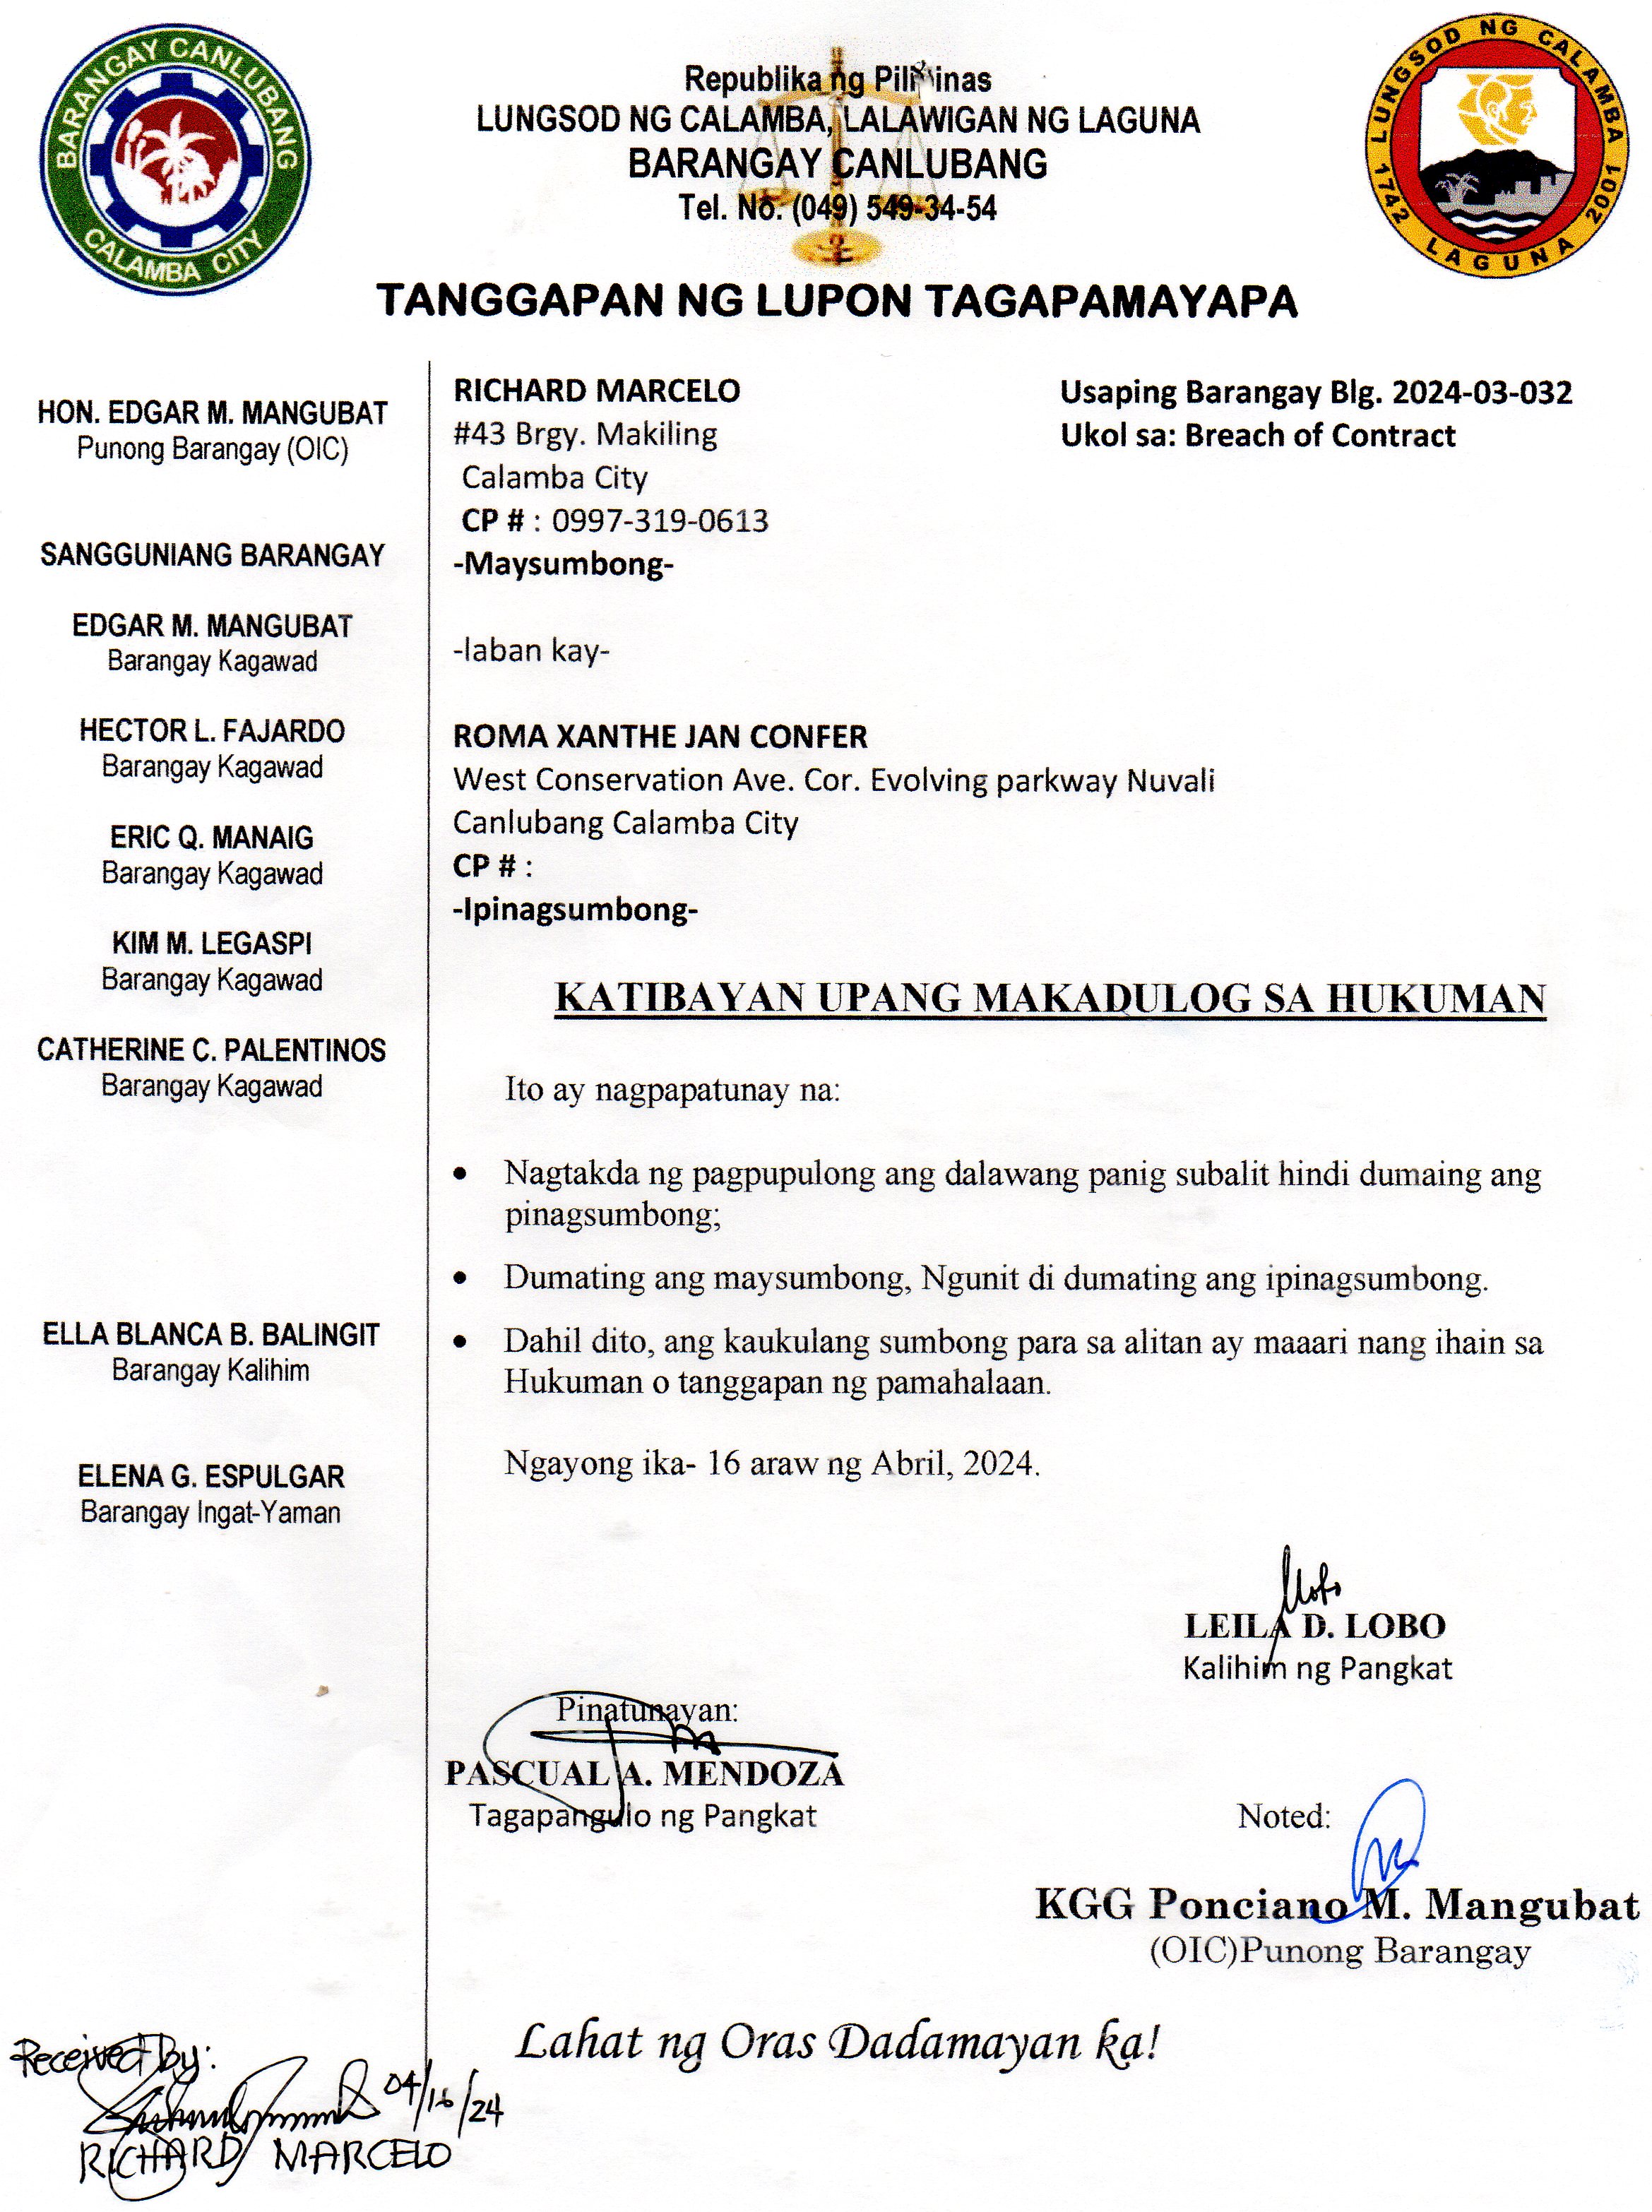 BARANGAY CANLUBANG
CALAMBA CITY
Republika ng Pilipinas
LUNGSOD NG CALAMBA, LALAWIGAN NG LAGUNA
BARANGAY CANLUBANG
Tel. No. (049) 549-34-54
LUNGSOD NG CALAMBA
1742 LAGUNA 2001
TANGGAPAN NG LUPON TAGAPAMAYAPA
HON. EDGAR M. MANGUBAT
Punong Barangay (OIC)
SANGGUNIANG BARANGAY
EDGAR M. MANGUBAT
Barangay Kagawad
HECTOR L. FAJARDO
Barangay Kagawad
ERIC Q. MANAIG
Barangay Kagawad
KIM M. LEGASPI
Barangay Kagawad
CATHERINE C. PALENTINOS
Barangay Kagawad
ELLA BLANCA B. BALINGIT
Barangay Kalihim
ELENA G. ESPULGAR
Barangay Ingat-Yaman
RICHARD MARCELO
#43 Brgy. Makiling
Calamba City
CP # : 0997-319-0613
-Maysumbong-
Usaping Barangay Blg. 2024-03-032
Ukol sa: Breach of Contract
-laban kay-
ROMA XANTHE JAN CONFER
West Conservation Ave. Cor. Evolving parkway Nuvali
Canlubang Calamba City
CP # :
-Ipinagsumbong-
KATIBAYAN UPANG MAKADULOG SA HUKUMAN
Ito ay nagpapatunay na:
• Nagtakda ng pagpupulong ang dalawang panig subalit hindi dumaing ang
pinagsumbong;
• Dumating ang maysumbong, Ngunit di dumating ang ipinagsumbong.
• Dahil dito, ang kaukulang sumbong para sa alitan ay maaari nang ihain sa
Hukuman o tanggapan ng pamahalaan.
Ngayong ika- 16 araw ng Abril, 2024.
LEILA D. LOBO
Kalihim ng Pangkat
Pinatunayan:
PASCUAL A. MENDOZA
Tagapangulo ng Pangkat
Noted:
KGG Ponciano M. Mangubat
(OIC)Punong Barangay
Lahat ng Oras Dadamayan ka!
Received by:
04/16/24
RICHARD MARCELO